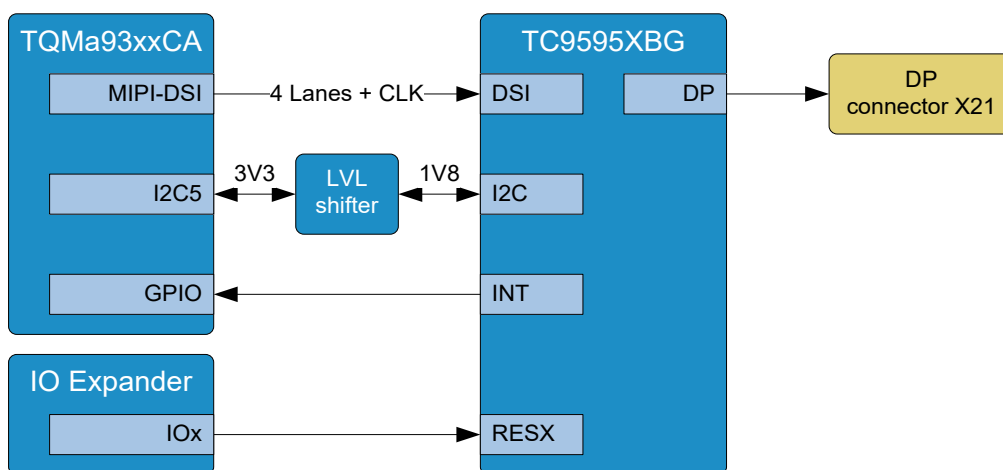 TQMa93xxCA
TC9595XBG
MIPI-DSI
4 Lanes + CLK
DSI
DP
DP
connector X21
I2C5
3V3
LVL
shifter
1V8
I2C
GPIO
INT
IO Expander
IOx
RESX